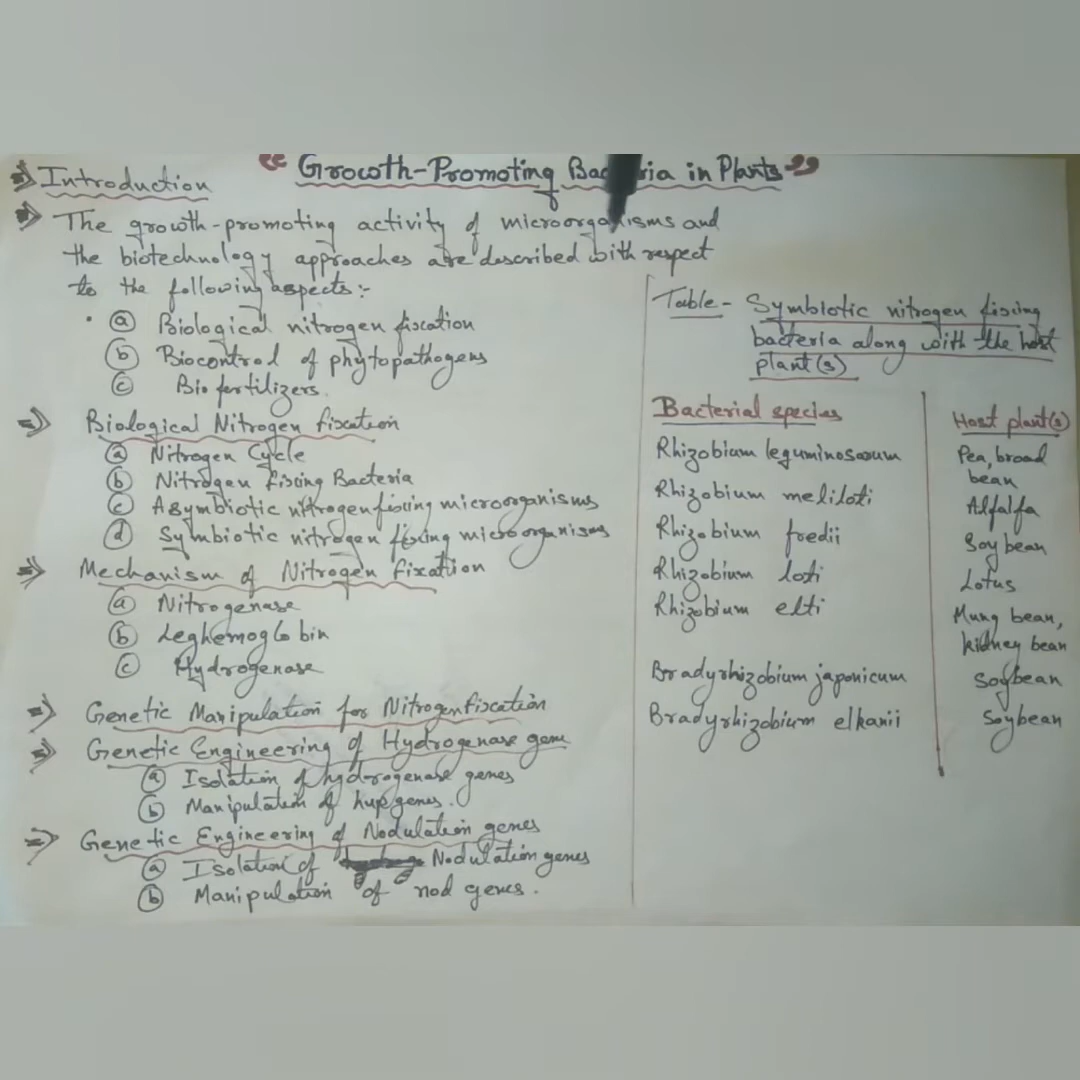 “Growth-Promoting Bacteria in Plants”
⇒ Introduction
⇒ The growth-promoting activity of microorganisms and
the biotechnology approaches are described with respect
to the following aspects:-
(a) Biological nitrogen fixation
(b) Biocontrol of phytopathogens
(c) Bio fertilizers.
⇒ Biological Nitrogen fixation
(a) Nitrogen Cycle
(b) Nitrogen fixing Bacteria
(c) Asymbiotic nitrogen fixing microorganisms
(d) Symbiotic nitrogen fixing microorganisms
⇒ Mechanism of Nitrogen fixation
(a) Nitrogenase
(b) Leghemoglobin
(c) Hydrogenase
⇒ Genetic Manipulation for Nitrogen fixation
⇒ Genetic Engineering of Hydrogenase gene
(a) Isolation of hydrogenase genes
(b) Manipulation of hup genes.
⇒ Genetic Engineering of Nodulation genes
(a) Isolation of Nodulation genes
(b) Manipulation of nod genes.
Table- Symbiotic nitrogen fixing
bacteria along with the host
plant(s)
Bacterial species Host plant(s)
Rhizobium leguminosarum Pea, broad
bean
Rhizobium meliloti Alfalfa
Rhizobium fredii Soybean
Rhizobium loti Lotus
Rhizobium elti Mung bean,
kidney bean
Bradyrhizobium japonicum Soybean
Bradyrhizobium elkanii Soybean